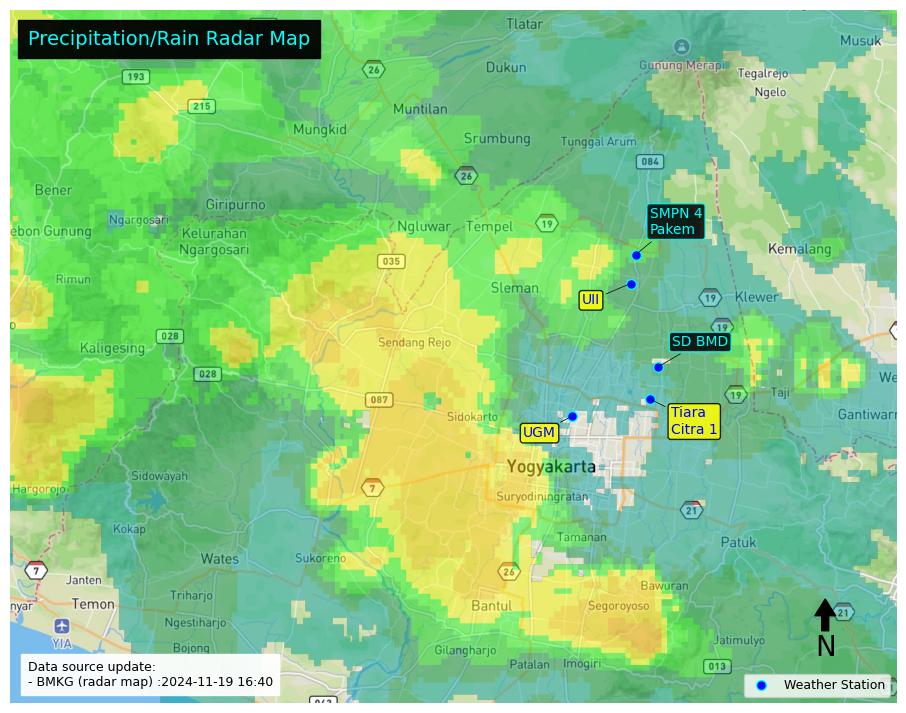 Precipitation/Rain Radar Map
Tlatar
Musuk
26
Gunung Merapi
Dukun
Tegalrejo
193
Ngelo
215
Muntilan
Mungkid
Srumbung
Tunggal Arum
084
26
Bener
Giripurno
SMPN 4
Pakem
Ngargosari
Ngluwar
Tempel
19
ebon Gunung
Kelurahan
Ngargosari
Kemalang
035
Rimun
Sleman
UII
19
Klewer
19
028
Sendang Rejo
SD BMD
Kaligesing
028
We
087
Taji
19
Sidokarto
Tiara
Citra 1
Gantiwarn
UGM
Yogyakarta
Sidowayah
Hargorojo
7
Suryodiningratan
21
Kokap
Tamanan
Patuk
Wates
Sukoreno
7
Janten
26
Bawuran
Triharjo
nyar
Temon
Bantul
Segoroyoso
21
Ngestiharjo
YIA
N
Bojong
Gilangharjo
Jatimulyo
Patalan
Imogiri
013
Data source update:
- BMKG (radar map) :2024-11-19 16:40
Weather Station